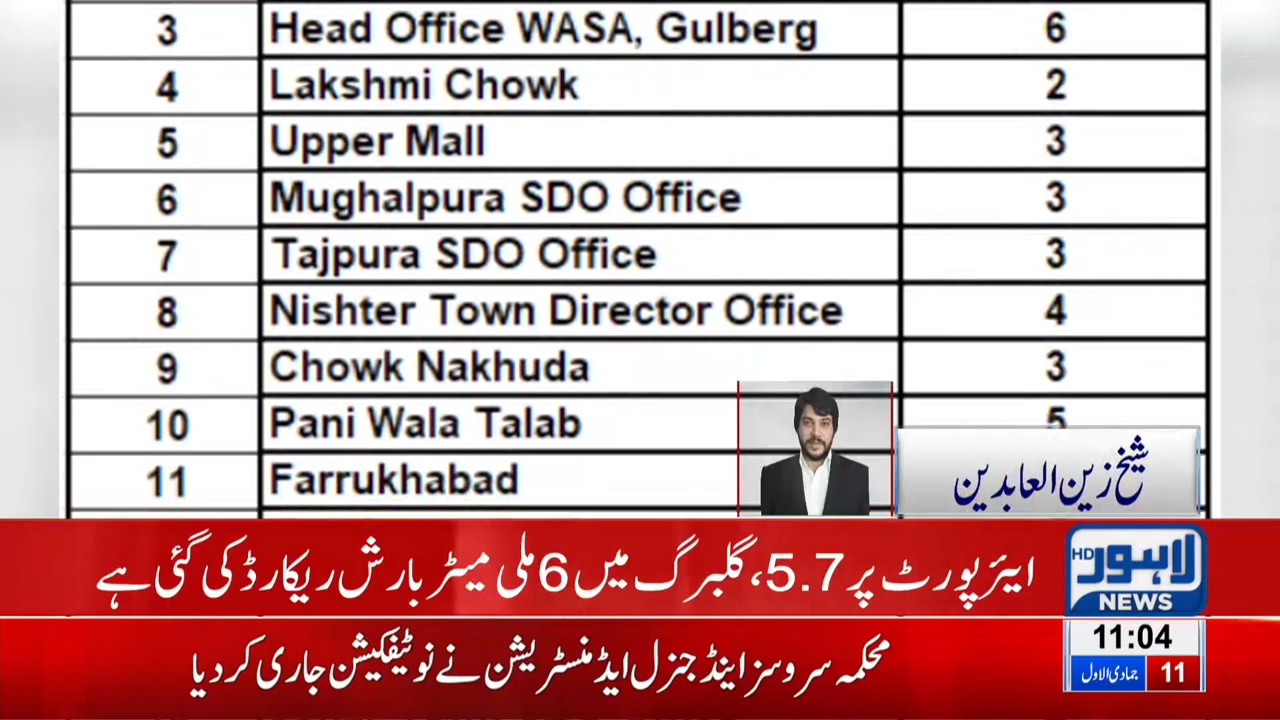 3 Head Office WASA, Gulberg 6
4 Lakshmi Chowk 2
5 Upper Mall 3
6 Mughalpura SDO Office 3
7 Tajpura SDO Office 3
8 Nishter Town Director Office 4
9 Chowk Nakhuda 3
10 Pani Wala Talab 5
11 Farrukhabad
شیخ زین العابدین
ایئرپورٹ پر 5.7، گلبرگ میں 6 ملی میٹر بارش ریکارڈ کی گئی ہے
لاہور HD
NEWS
محکمہ سروسز اینڈ جنرل ایڈمنسٹریشن نے نوٹیفکیشن جاری کر دیا
11:04
11 جمادی الاول